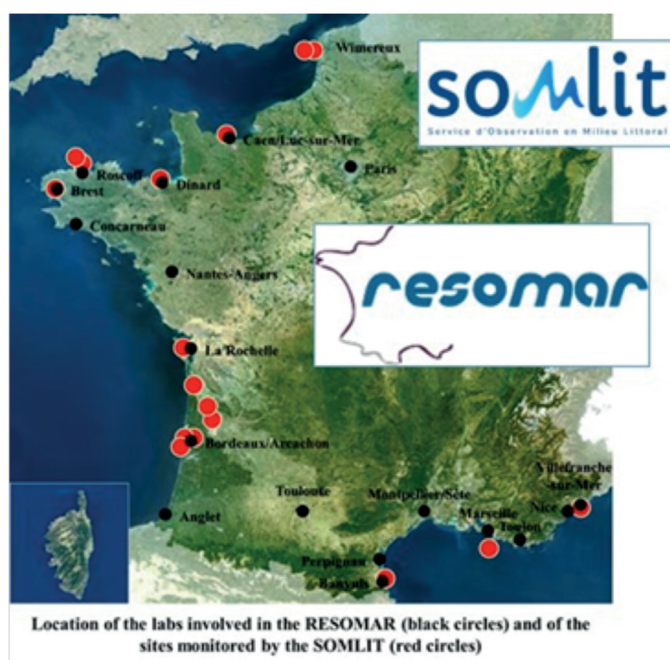 Wimereux
somlit
Service d'Observation en Milieu Littoral
Caen/Luc-sur-Mer
Paris
Roscoff
Dinard
Brest
Concarneau
resomar
Nantes-Angers
La Rochelle
Bordeaux/Arcachon
Villefranche
-sur-Mer
Toulouse
Montpellier/Sète
Marseille
Nice
Anglet
Toulon
Perpignan
Banyuls
Location of the labs involved in the RESOMAR (black circles) and of the
sites monitored by the SOMLIT (red circles)